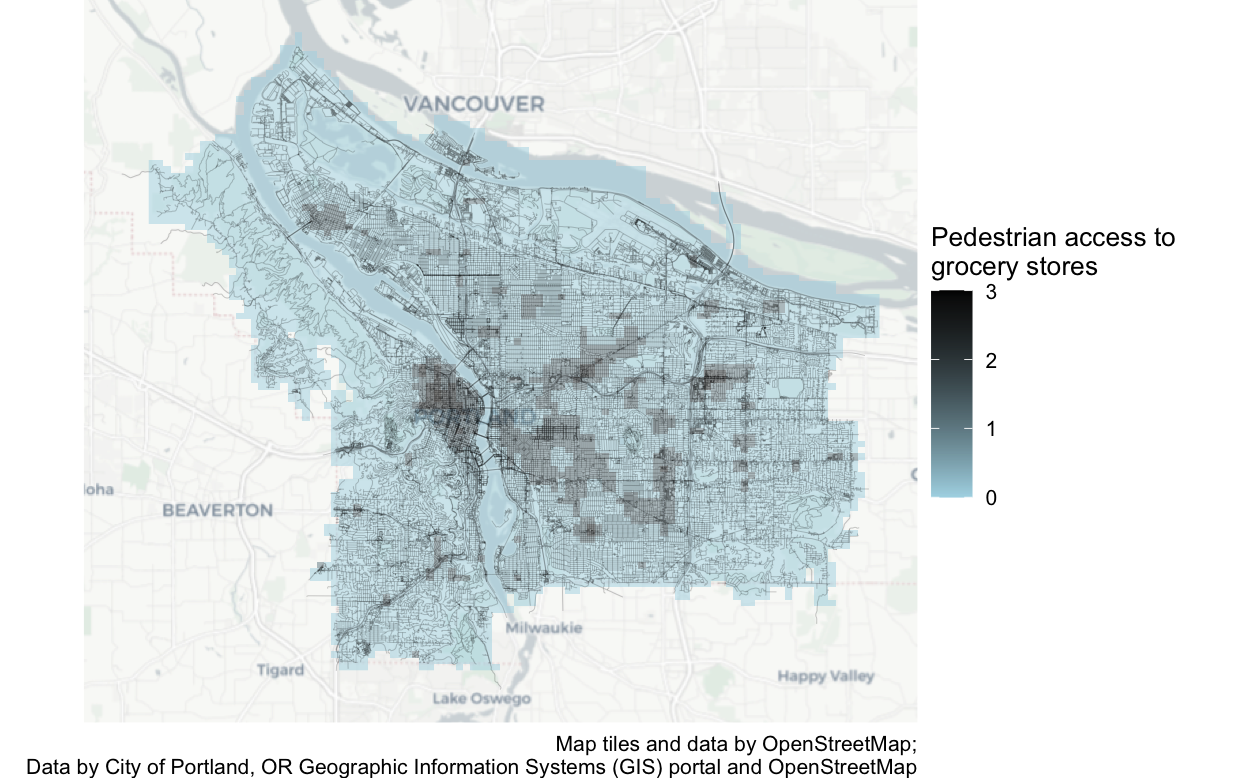 VANCOUVER
Pedestrian access to
grocery stores
3
2
1
0
BEAVERTON
Milwaukie
Tigard
Happy Valley
Lake Oswego
Map tiles and data by OpenStreetMap;
Data by City of Portland, OR Geographic Information Systems (GIS) portal and OpenStreetMap